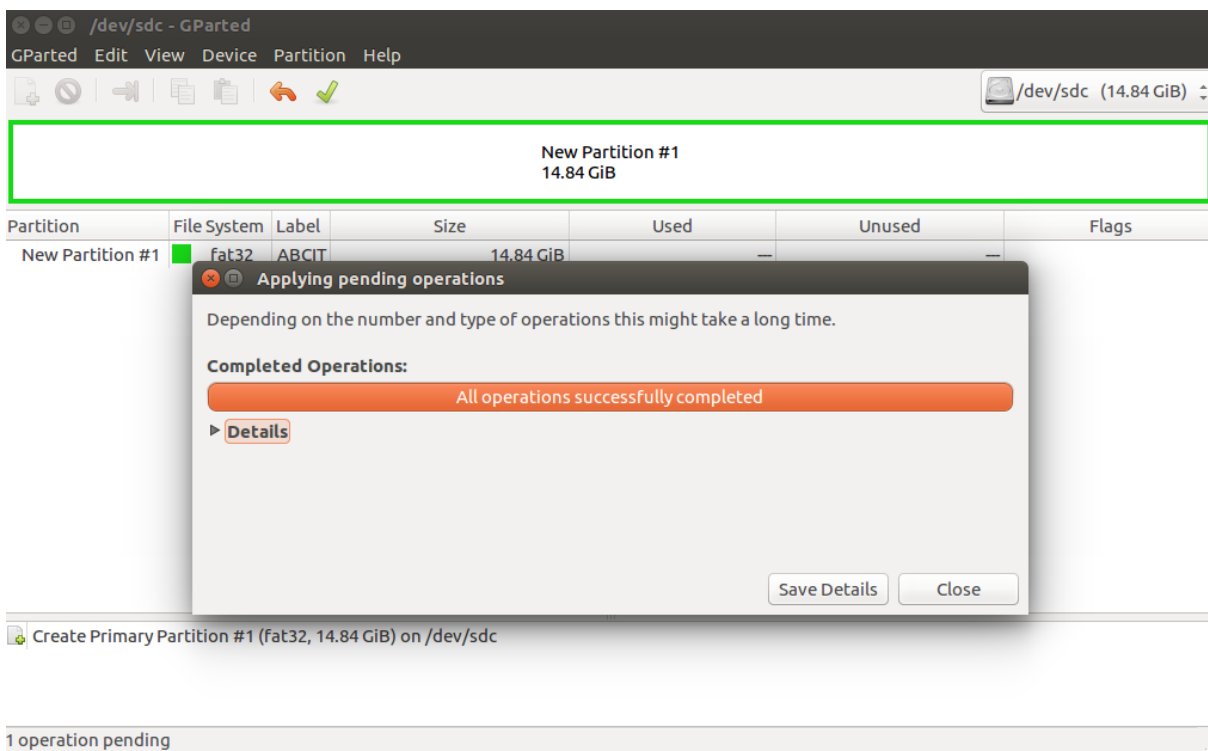 /dev/sdc - GParted
GParted Edit View Device Partition Help
/dev/sdc (14.84 GiB)
New Partition #1
14.84 GiB
Partition File System Label Size Used Unused Flags
New Partition #1 fat32 ABCIT 14.84 GiB --- ---
Applying pending operations
Depending on the number and type of operations this might take a long time.
Completed Operations:
All operations successfully completed
Details
Save Details Close
Create Primary Partition #1 (fat32, 14.84 GiB) on /dev/sdc
1 operation pending